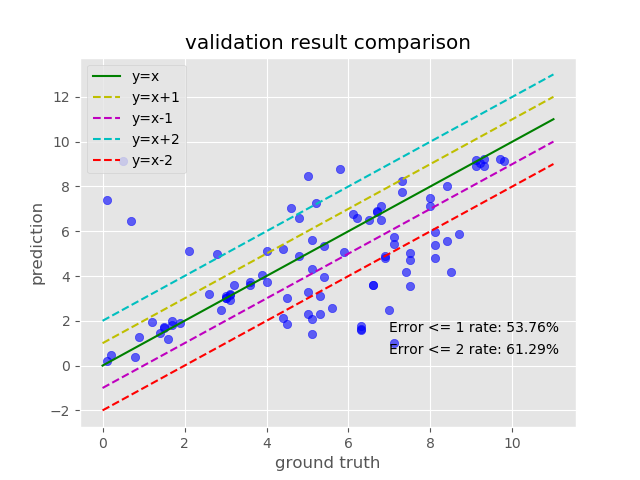 validation result comparison
y=x
y=x+1
y=x-1
y=x+2
y=x-2
12
10
8
6
4
2
0
−2
prediction
Error <= 1 rate: 53.76%
Error <= 2 rate: 61.29%
0 2 4 6 8 10
ground truth